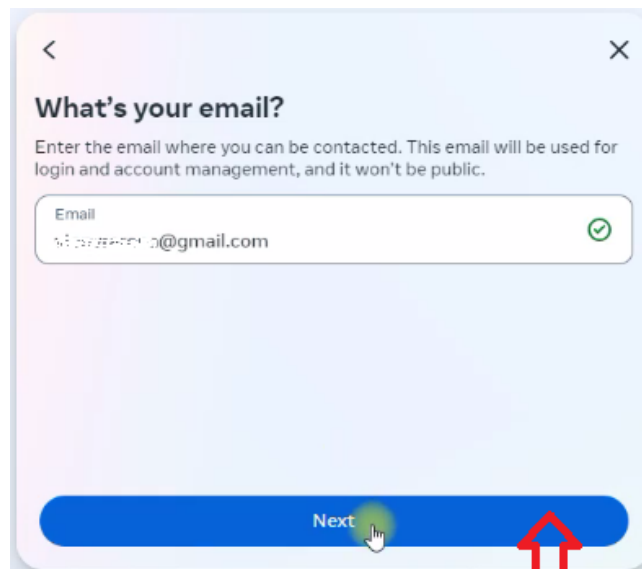 What's your email?
Enter the email where you can be contacted. This email will be used for
login and account management, and it won't be public.
Email
@gmail.com
Next